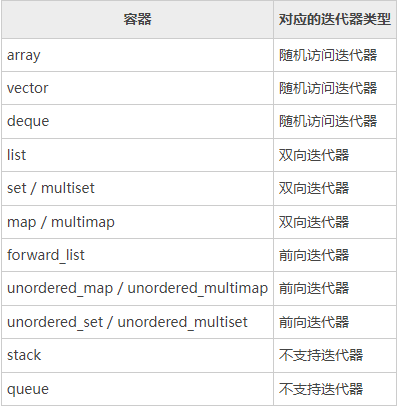 容器 对应的迭代器类型
array 随机访问迭代器
vector 随机访问迭代器
deque 随机访问迭代器
list 双向迭代器
set / multiset 双向迭代器
map / multimap 双向迭代器
forward_list 前向迭代器
unordered_map / unordered_multimap 前向迭代器
unordered_set / unordered_multiset 前向迭代器
stack 不支持迭代器
queue 不支持迭代器